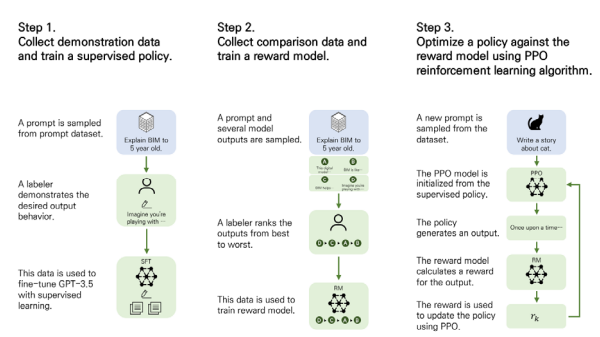 Step 1.
Collect demonstration data
and train a supervised policy.
A prompt is sampled
from prompt dataset.
Explain BIM to
5 year old.
A labeler
demonstrates the
desired output
behavior.
Imagine you're
playing with ···
This data is used to
fine-tune GPT-3.5
with supervised
learning.
SFT
Step 2.
Collect comparison data and
train a reward model.
A prompt and
several model
outputs are sampled.
Explain BIM to
5 year old.
A
B
C
D
Imagine you're
playing with ···
A labeler ranks the
outputs from best
to worst.
D > C > A > B
This data is used to
train reward model.
RM
D > C > A > B
Step 3.
Optimize a policy against the
reward model using PPO
reinforcement learning algorithm.
A new prompt is
sampled from the
dataset.
Write a story
about cat.
The PPO model is
initialized from the
supervised policy.
PPO
The policy
generates an output.
Once upon a time···
The reward model
calculates a reward
for the output.
RM
The reward is used
to update the policy
using PPO.
rk